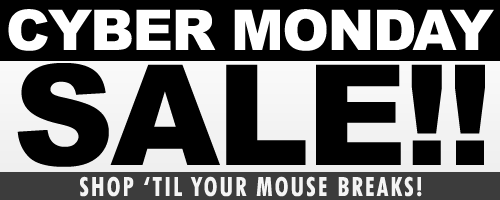 CYBER MONDAY
SALE!!
SHOP ‘TIL YOUR MOUSE BREAKS!